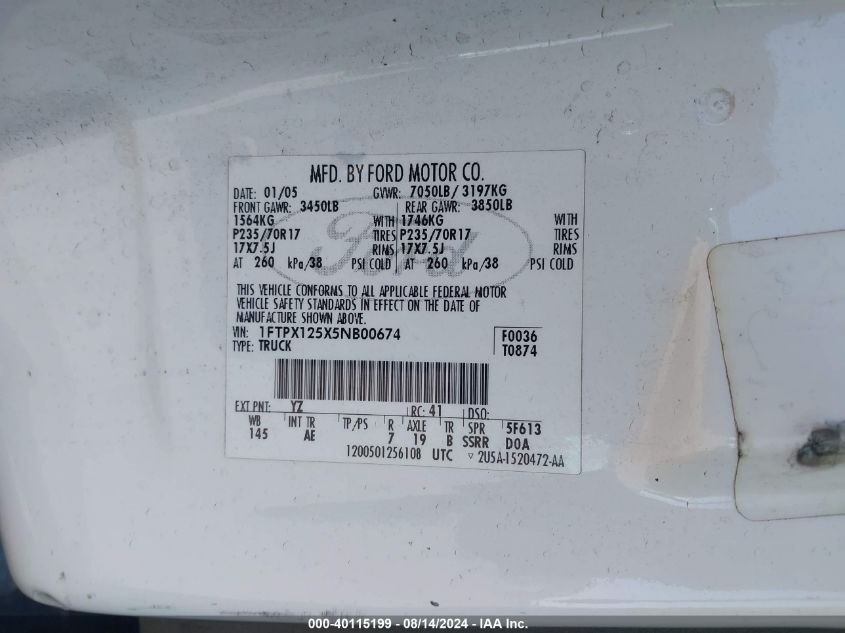 MFD. BY FORD MOTOR CO.
DATE: 01/05 GVWR: 7050LB/ 3197KG
FRONT GAWR: 3450LB REAR GAWR: 3850LB
1564KG WITH 1746KG WITH
P235/70R17 TIRES P235/70R17 TIRES
17X7.5J RIMS 17X7.5J RIMS
AT 260 kPa/38 PSI COLD AT 260 kPa/38 PSI COLD
Ford
THIS VEHICLE CONFORMS TO ALL APPLICABLE FEDERAL MOTOR
VEHICLE SAFETY STANDARDS IN EFFECT ON THE DATE OF
MANUFACTURE SHOWN ABOVE.
VIN: 1FTPX125X5NB00674 F0036
TYPE: TRUCK T0874
EXT PNT: YZ RC: 41 DSO:
WB INT TR TP/PS R AXLE TR SPR 5F613
145 AE 7 19 B SSRR DOA
1200501256108 UTC ▽ 2U5A-1520472-AA
000-40115199 - 08/14/2024 - IAA Inc.